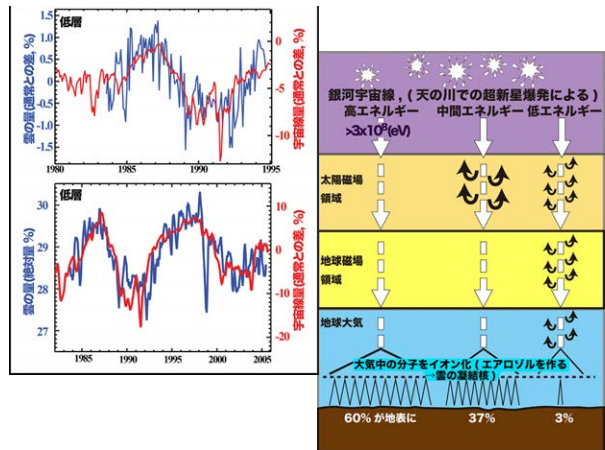 低層
雲の量(通常との差, %)
1.5
1.0
0.5
0.0
-0.5
-1.0
-1.5
0
-5
-10
宇宙線量(通常との差, %)
1980
1985
1990
1995
低層
雲の量(絶対量, %)
30
29
28
27
10
0
-10
-20
宇宙線量(通常との差, %)
1985
1990
1995
2000
2005
銀河宇宙線,(天の川での超新星爆発による)
高エネルギー 中間エネルギー 低エネルギー
>3x10⁸(eV)
太陽磁場
領域
地球磁場
領域
地球大気
大気中の分子をイオン化(エアロゾルを作る
→雲の凝結核)
60% が地表に 37% 3%